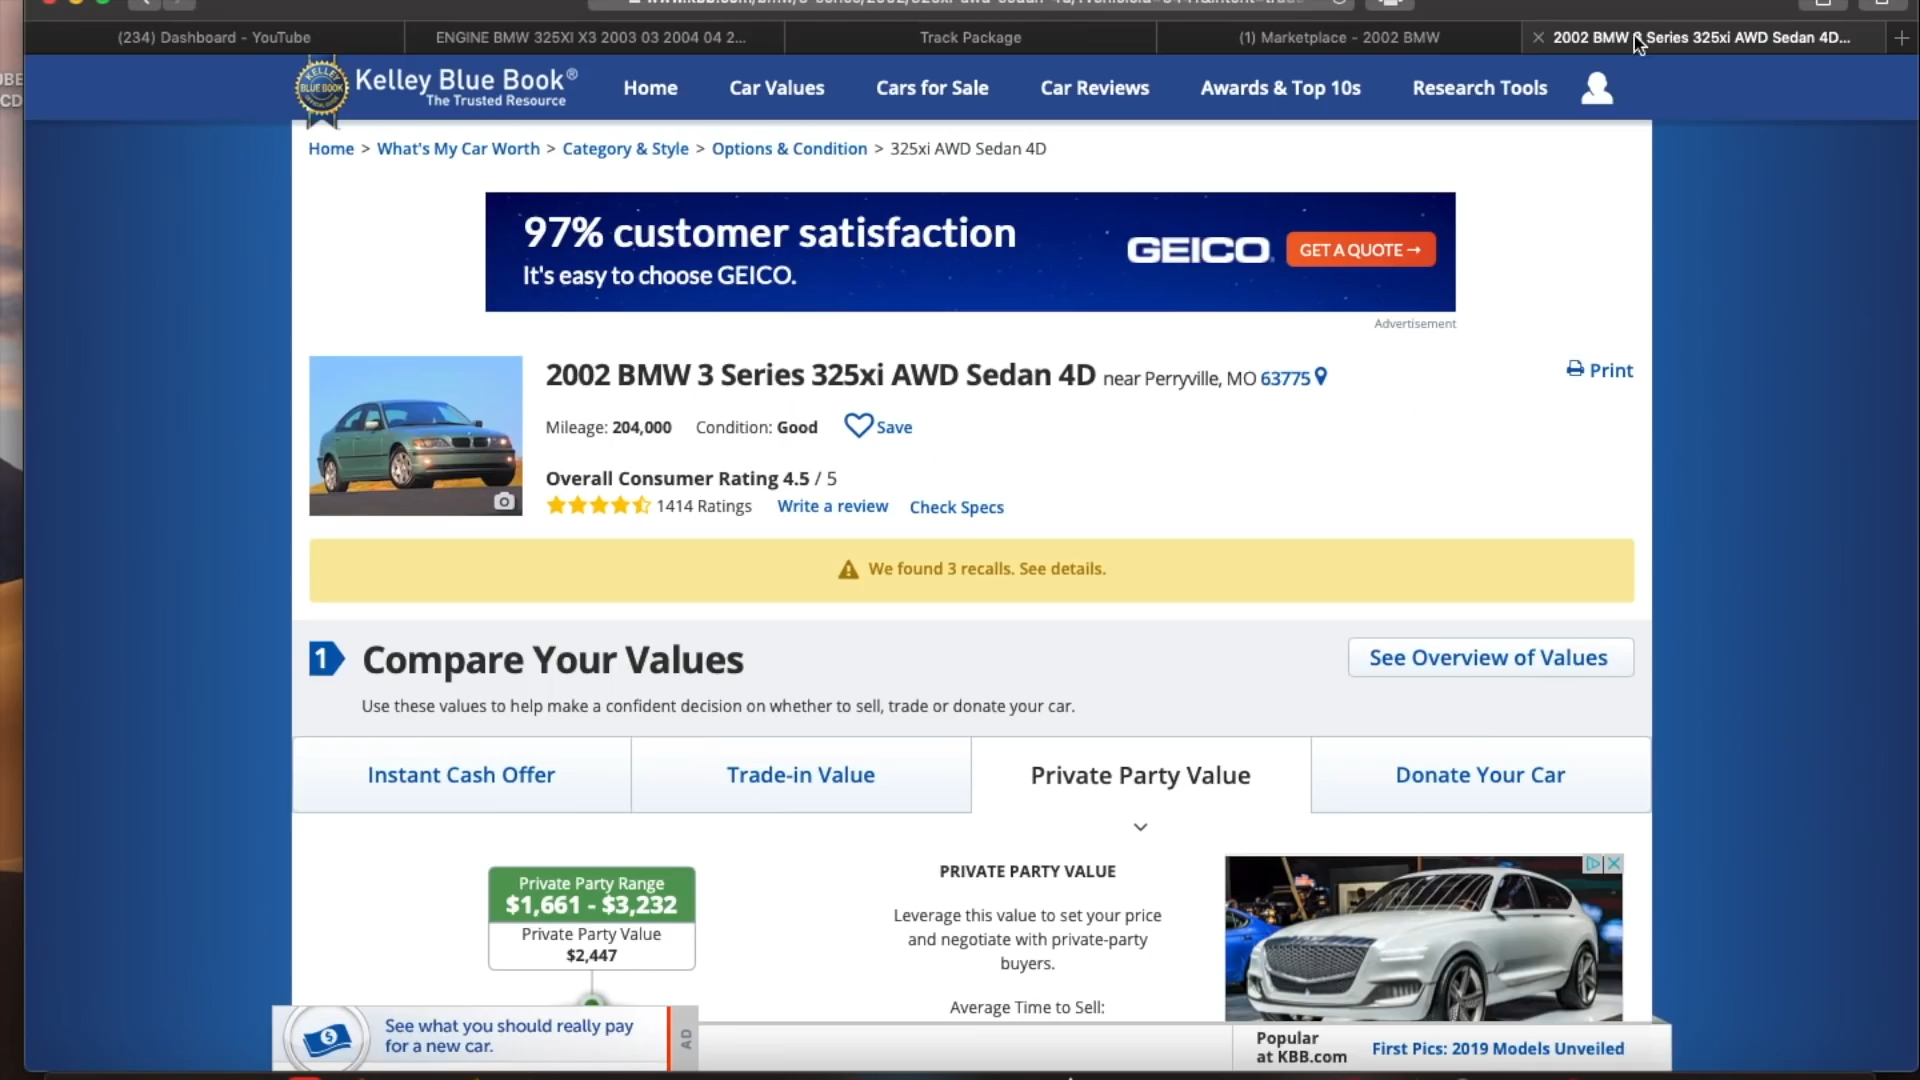 (234) Dashboard - YouTube
ENGINE BMW 325XI X3 2003 03 2004 04 2...
Track Package
(1) Marketplace - 2002 BMW
2002 BMW 3 Series 325xi AWD Sedan 4D...
KELLEY
BLUE BOOK
Kelley Blue Book®
The Trusted Resource
Home
Car Values
Cars for Sale
Car Reviews
Awards & Top 10s
Research Tools
Home > What's My Car Worth > Category & Style > Options & Condition > 325xi AWD Sedan 4D
97% customer satisfaction
It's easy to choose GEICO.
GEICO.
GET A QUOTE →
Advertisement
2002 BMW 3 Series 325xi AWD Sedan 4D near Perryville, MO 63775
Print
Mileage: 204,000 Condition: Good Save
Overall Consumer Rating 4.5 / 5
1414 Ratings Write a review Check Specs
We found 3 recalls. See details.
1 Compare Your Values
See Overview of Values
Use these values to help make a confident decision on whether to sell, trade or donate your car.
Instant Cash Offer
Trade-in Value
Private Party Value
Donate Your Car
Private Party Range
$1,661 - $3,232
Private Party Value
$2,447
PRIVATE PARTY VALUE
Leverage this value to set your price
and negotiate with private-party
buyers.
Average Time to Sell:
See what you should really pay
for a new car.
AD
Popular
at KBB.com
First Pics: 2019 Models Unveiled